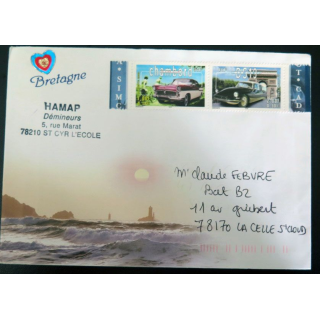 Bretagne
HAMAP
Démineurs
5, rue Marat
78210 ST CYR L'ECOLE
Mr Claude FEBVRE
Bat B2
11 av gilbert
78170 LA CELLE St CLOUD